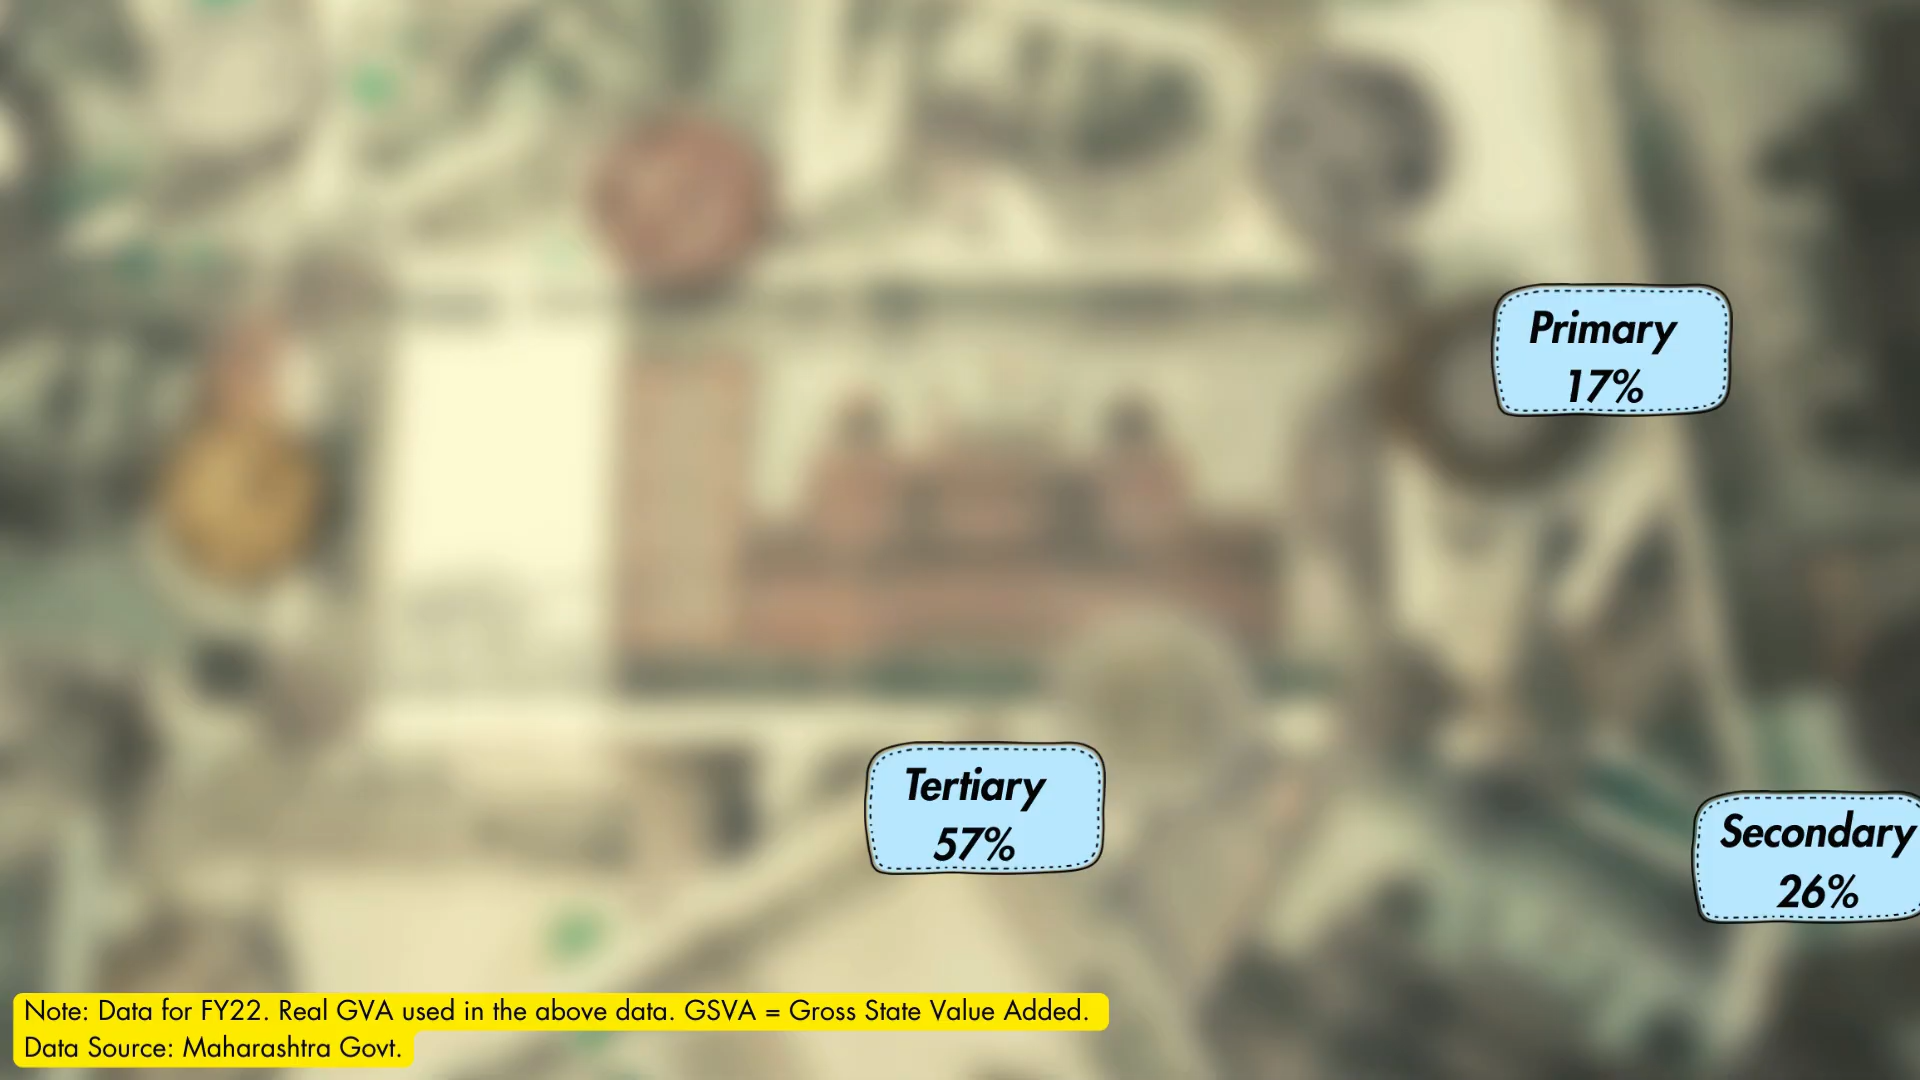 Primary
17%
Tertiary
57%
Secondary
26%
Note: Data for FY22. Real GVA used in the above data. GSVA = Gross State Value Added.
Data Source: Maharashtra Govt.